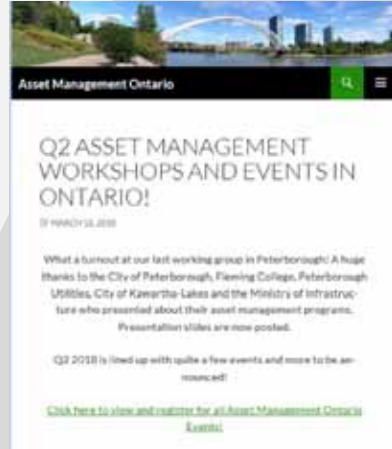 Asset Management Ontario
Q2 ASSET MANAGEMENT
WORKSHOPS AND EVENTS IN
ONTARIO!
MARCH 12, 2018
What a turnout at our last working group in Peterborough! A huge
thanks to the City of Peterborough, Fleming College, Peterborough
Utilities, City of Kawartha-Lakes and the Ministry of Infrastruc-
ture who presented about their asset management programs.
Presentation slides are now posted.
Q2 2018 is lined up with quite a few events and more to be an-
nounced!
Click here to view and register for all Asset Management Ontario
Events!